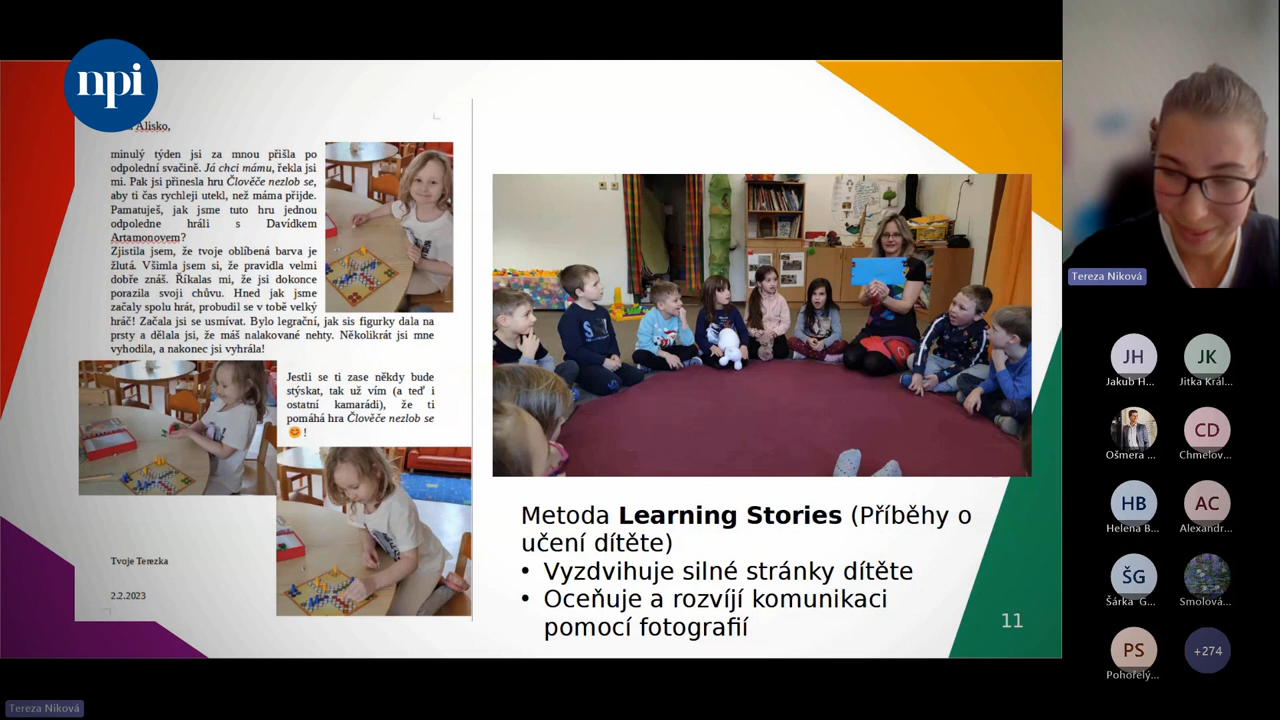 npi
Alisko,
minulý týden jsi za mnou přišla po
odpolední svačině. Já chci mámu, řekla jsi
mi. Pak jsi přinesla hru Člověče nezlob se,
aby ti čas rychleji utekl, než máma přijde.
Pamatuješ, jak jsme tuto hru jednou
odpoledne hráli s Davídkem
Artamonovem?
Zjistila jsem, že tvoje oblíbená barva je
žlutá. Všimla jsem si, že pravidla velmi
dobře znáš. Říkalas mi, že jsi dokonce
porazila svoji chůvu. Hned jak jsme
začaly spolu hrát, probudil se v tobě velký
hráč! Začala jsi se usmívat. Bylo legrační, jak sis figurky dala na
prsty a dělala jsi, že máš nalakované nehty. Několikrát jsi mne
vyhodila, a nakonec jsi vyhrála!
Jestli se ti zase někdy bude
stýskat, tak už vím (a teď i
ostatní kamarádi), že ti
pomáhá hra Člověče nezlob se
😊 !
Tvoje Terezka
2.2.2023
Metoda Learning Stories (Příběhy o
učení dítěte)
• Vyzdvihuje silné stránky dítěte
• Oceňuje a rozvíjí komunikaci
pomocí fotografií
11
Tereza Niková
JH
Jakub H...
JK
Jitka Král...
Ošmera ...
CD
Chmelov...
HB
Helena B...
AC
Alexandr...
ŠG
Šárka G...
Smolová...
PS
Pohořelý...
+274
Tereza Niková